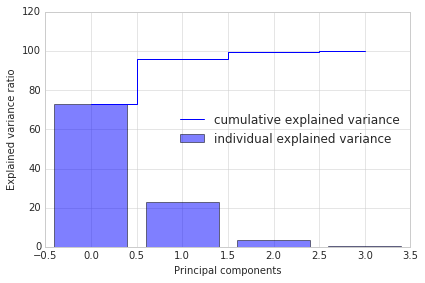 120
100
80
60
40
20
0
Explained variance ratio
cumulative explained variance
individual explained variance
−0.5 0.0 0.5 1.0 1.5 2.0 2.5 3.0 3.5
Principal components